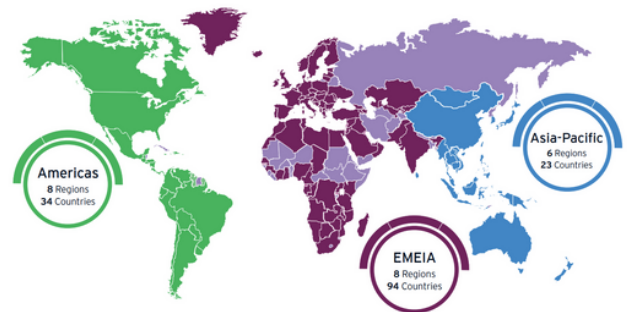 Americas
8 Regions
34 Countries
EMEIA
8 Regions
94 Countries
Asia-Pacific
6 Regions
23 Countries